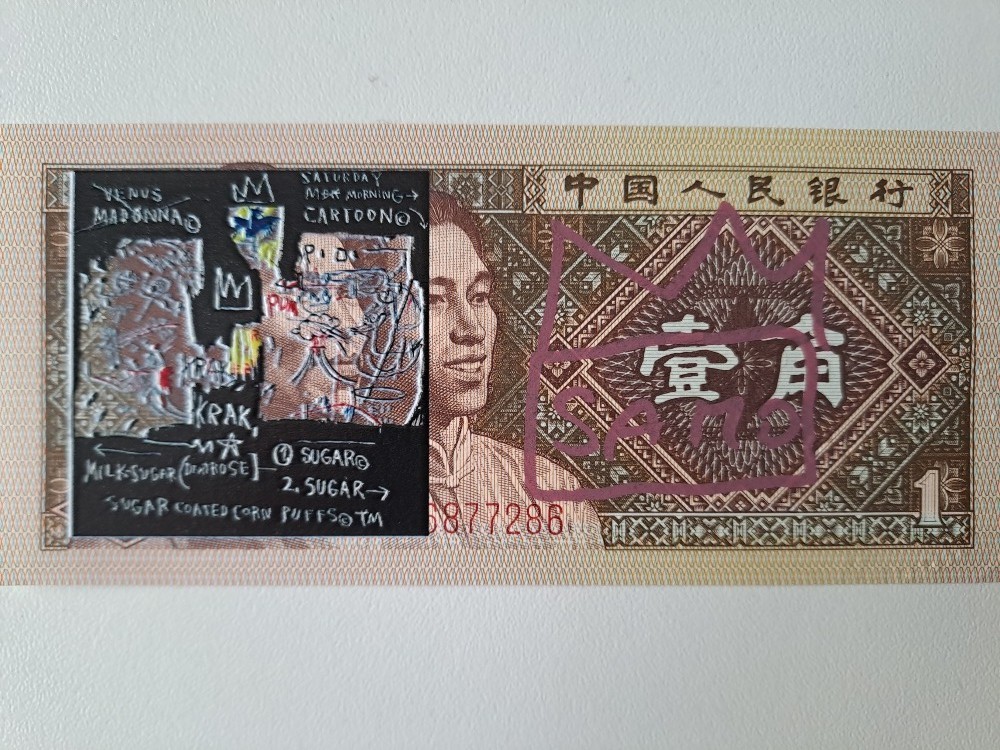 VENUS
MADONNA©
SATURDAY
MORNING→
CARTOON©
KRAK
MILK-SUGAR (DEXTROSE)
① SUGAR©
2. SUGAR→
SUGAR COATED CORN PUFFS© TM
中国人民银行
壹角
SAMO
6877286
1